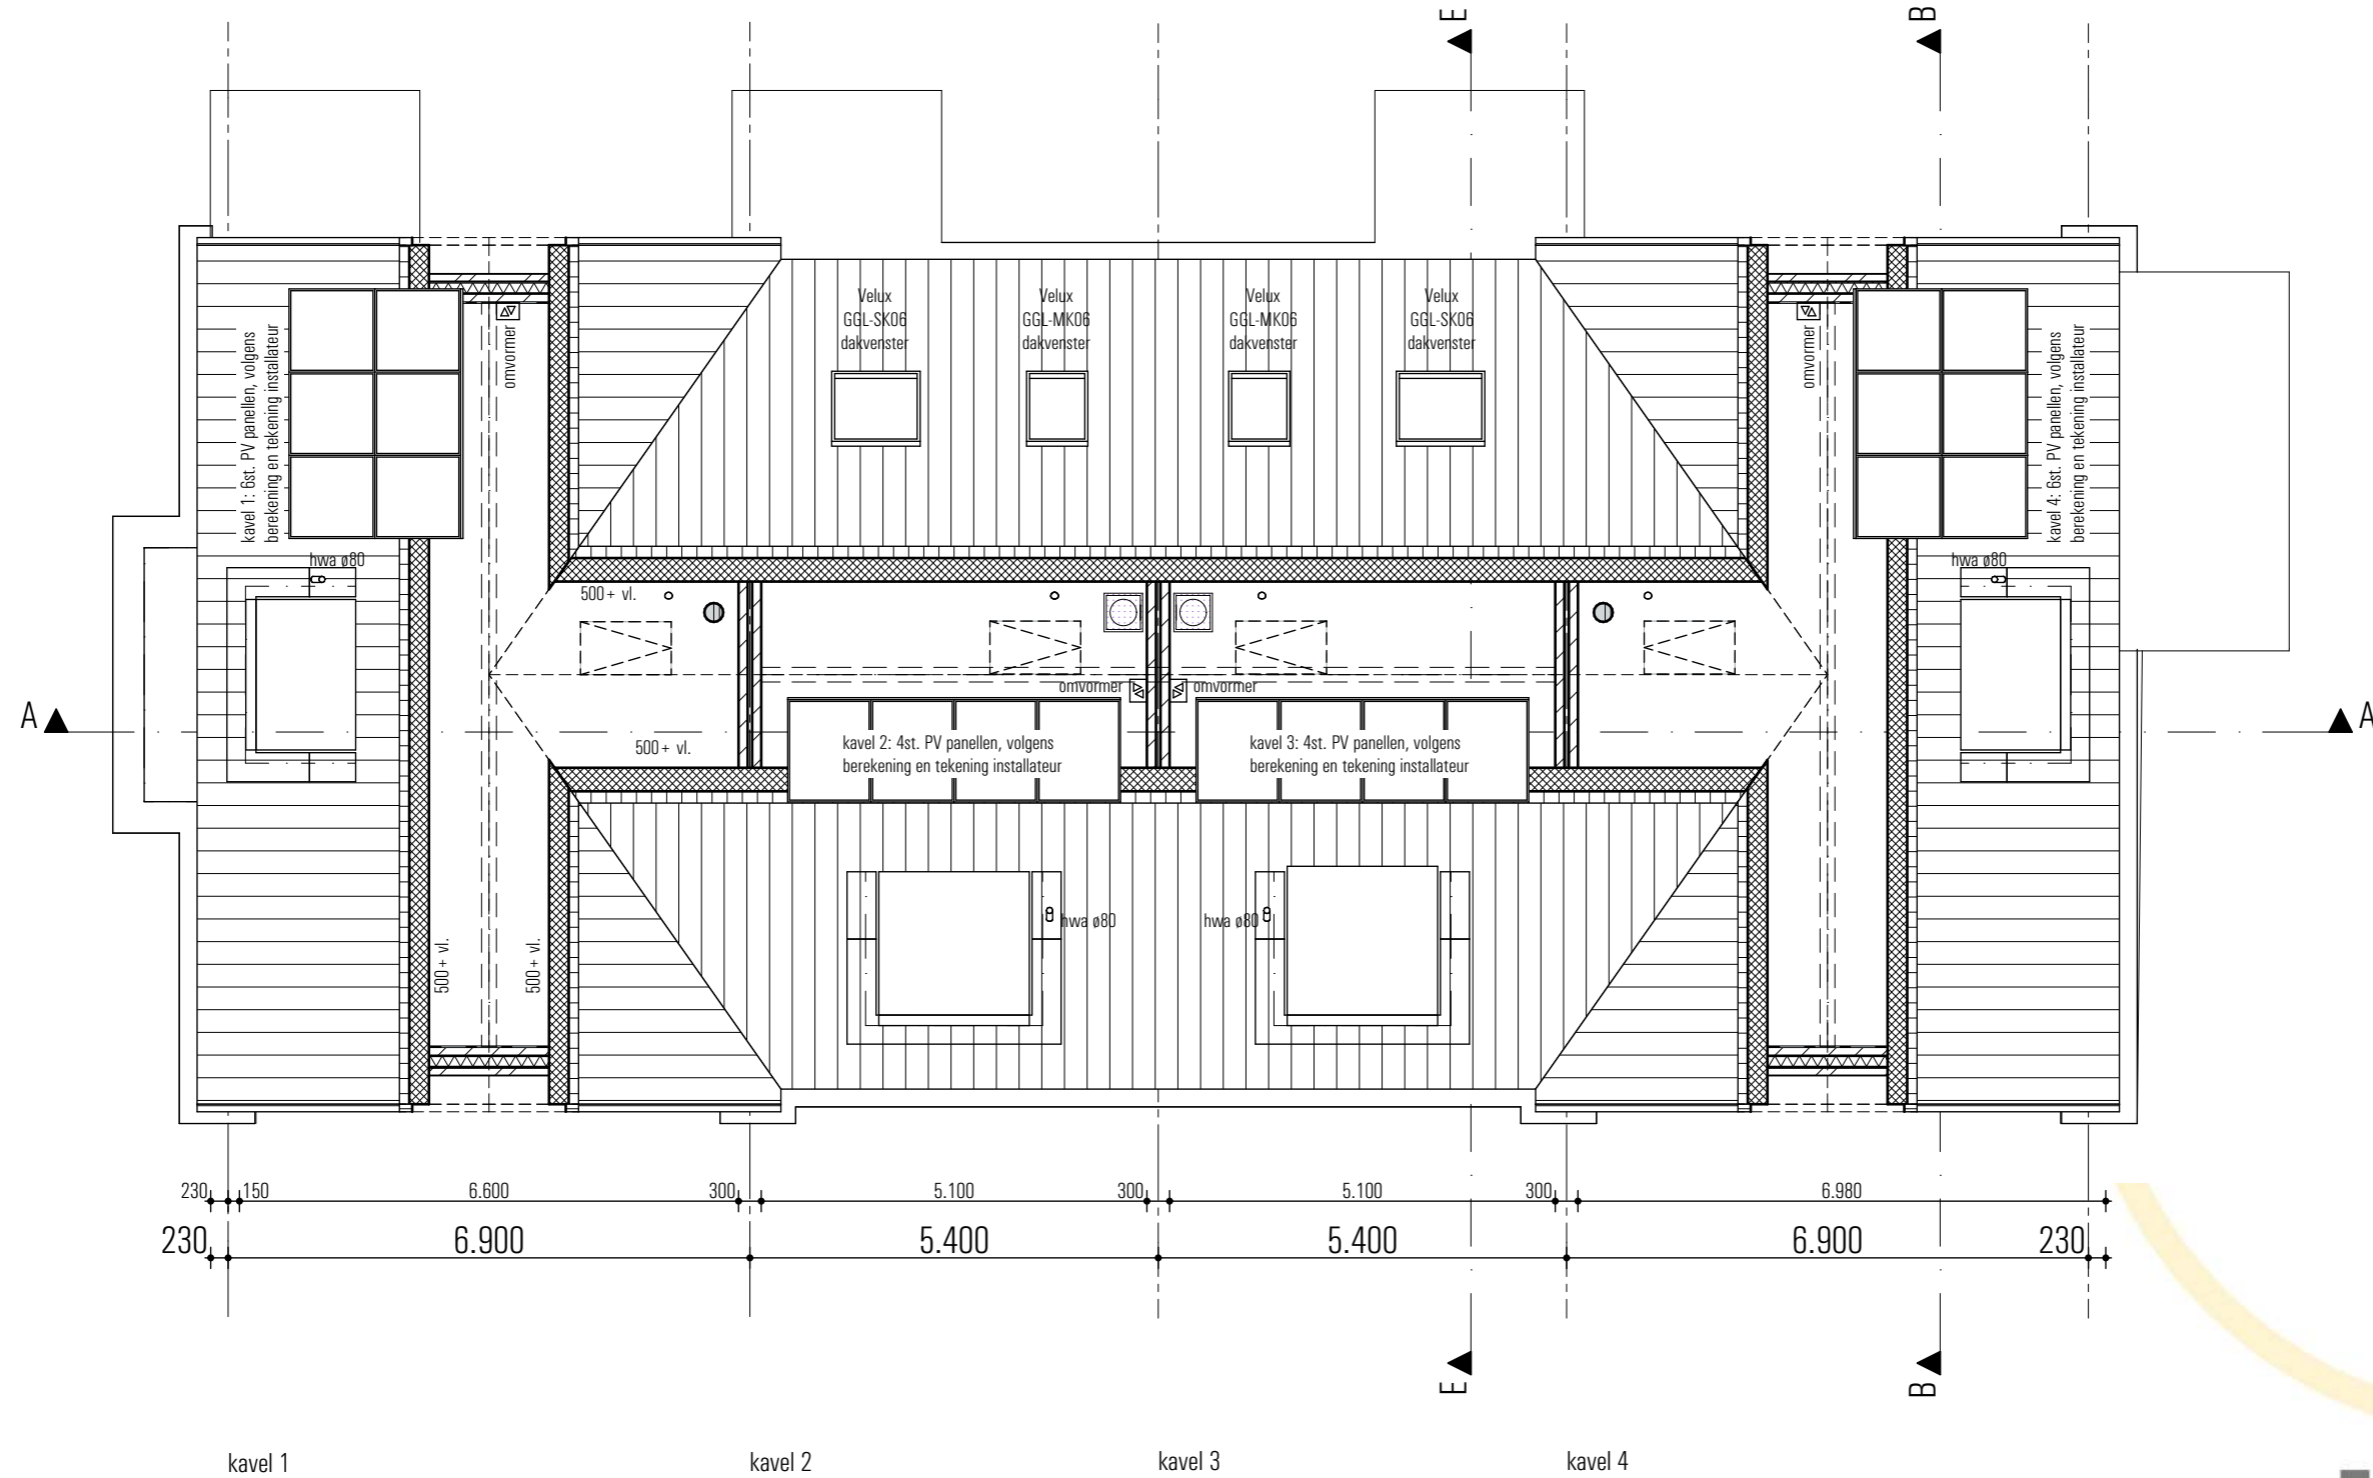 E
B
Velux
GGL-SK06
dakvenster
Velux
GGL-MK06
dakvenster
Velux
GGL-MK06
dakvenster
Velux
GGL-SK06
dakvenster
kavel 1: 6st. PV panellen, volgens
berekening en tekening installateur
omvormer
omvormer
kavel 4: 6st. PV panellen, volgens
berekening en tekening installateur
hwa ø80
hwa ø80
500+ vl.
omvormer
omvormer
A
A
500+ vl.
kavel 2: 4st. PV panellen, volgens
berekening en tekening installateur
kavel 3: 4st. PV panellen, volgens
berekening en tekening installateur
hwa ø80
hwa ø80
500+ vl.
500+ vl.
230 150 6.600 300 5.100 300 5.100 300 6.980
230 6.900 5.400 5.400 6.900 230
E
B
kavel 1 kavel 2 kavel 3 kavel 4